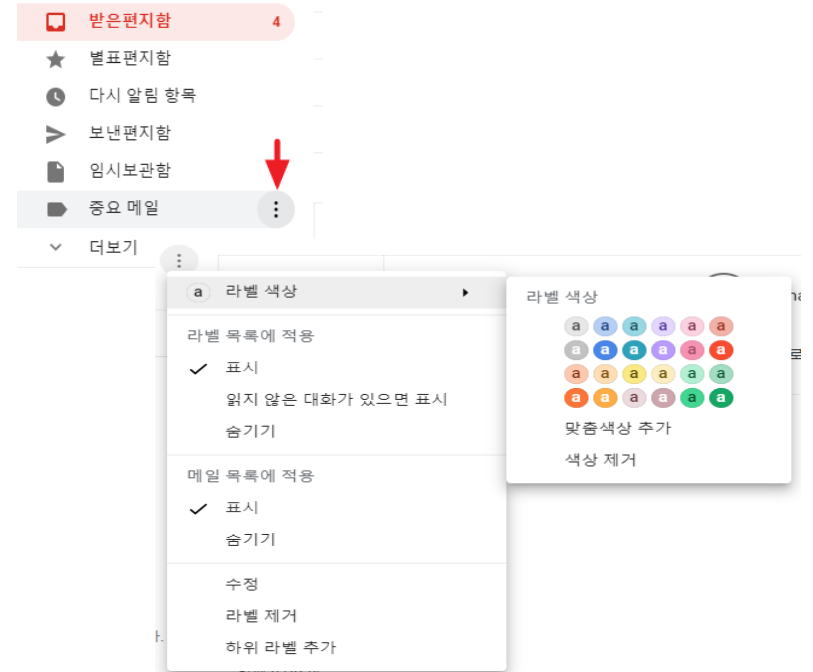 받은편지함 4
별표편지함
다시 알림 항목
보낸편지함
임시보관함
중요 메일
더보기
a 라벨 색상
라벨 목록에 적용
표시
읽지 않은 대화가 있으면 표시
숨기기
메일 목록에 적용
표시
숨기기
수정
라벨 제거
하위 라벨 추가
라벨 색상
a a a a a a
a a a a a a
a a a a a a
a a a a a a
맞춤색상 추가
색상 제거